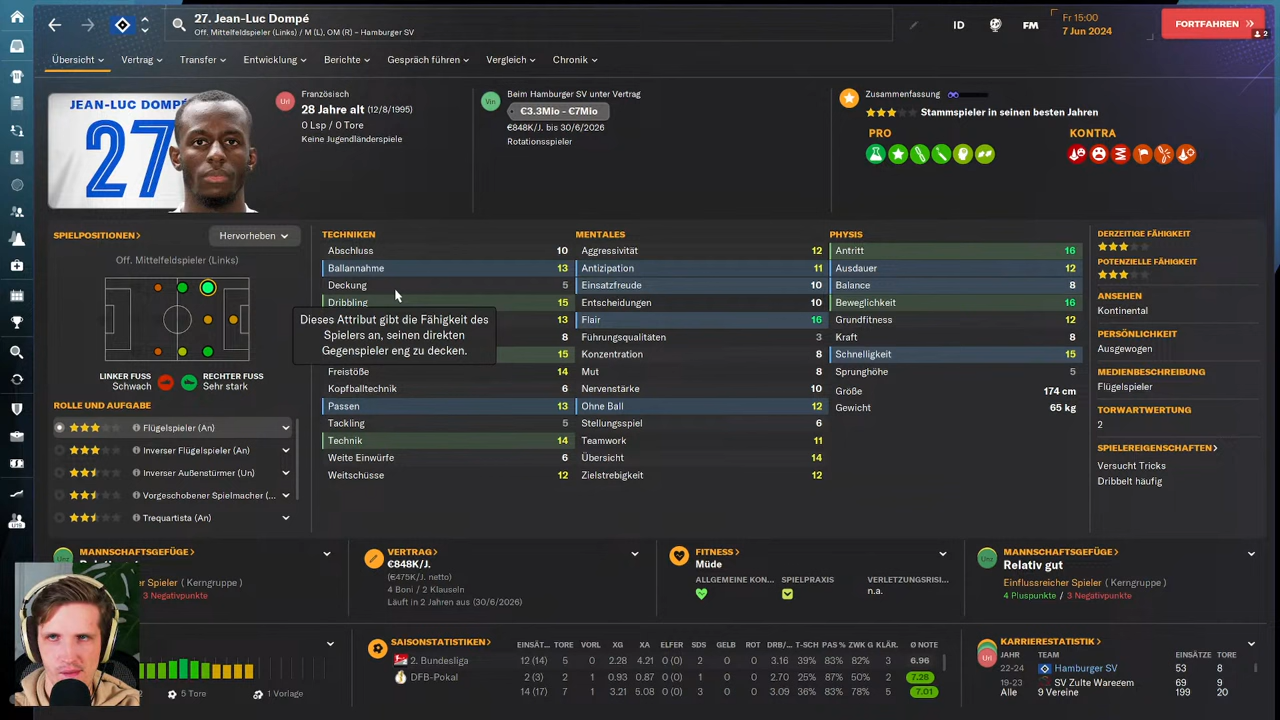 27. Jean-Luc Dompé
Off. Mittelfeldspieler (Links) / M (L), OM (R) – Hamburger SV
ID
FM
Fr 15:00
7 Jun 2024
FORTFAHREN
2
Übersicht
Vertrag
Transfer
Entwicklung
Berichte
Gespräch führen
Vergleich
Chronik
JEAN-LUC DOMPÉ
27
Url
Französisch
28 Jahre alt (12/8/1995)
0 Lsp / 0 Tore
Keine Jugendländerspiele
Vin
Beim Hamburger SV unter Vertrag
€3.3Mio - €7Mio
€848K/J. bis 30/6/2026
Rotationsspieler
Zusammenfassung
Stammspieler in seinen besten Jahren
PRO
KONTRA
SPIELPOSITIONEN
Hervorheben
Off. Mittelfeldspieler (Links)
LINKER FUSS
Schwach
RECHTER FUSS
Sehr stark
ROLLE UND AUFGABE
Flügelspieler (An)
Inverser Flügelspieler (An)
Inverser Außenstürmer (Un)
Vorgeschobener Spielmacher (...
Trequartista (An)
TECHNIKEN
Abschluss 10
Ballannahme 13
Deckung 5
Dribbling 15
13
8
15
Dieses Attribut gibt die Fähigkeit des
Spielers an, seinen direkten
Gegenspieler eng zu decken.
Freistöße 14
Kopfballtechnik 6
Passen 13
Tackling 5
Technik 14
Weite Einwürfe 6
Weitschüsse 12
MENTALES
Aggressivität 12
Antizipation 11
Einsatzfreude 10
Entscheidungen 10
Flair 16
Führungsqualitäten 3
Konzentration 8
Mut 8
Nervenstärke 10
Ohne Ball 12
Stellungsspiel 6
Teamwork 11
Übersicht 14
Zielstrebigkeit 12
PHYSIS
Antritt 16
Ausdauer 12
Balance 8
Beweglichkeit 16
Grundfitness 12
Kraft 8
Schnelligkeit 15
Sprunghöhe 5
Größe 174 cm
Gewicht 65 kg
DERZEITIGE FÄHIGKEIT
POTENZIELLE FÄHIGKEIT
ANSEHEN
Kontinental
PERSÖNLICHKEIT
Ausgewogen
MEDIENBESCHREIBUNG
Flügelspieler
TORWARTWERTUNG
2
SPIELEREIGENSCHAFTEN
Versucht Tricks
Dribbelt häufig
MANNSCHAFTSGEFÜGE
Spieler ( Kerngruppe )
3 Negativpunkte
VERTRAG
€848K/J.
(€475K/J. netto)
4 Boni / 2 Klauseln
Läuft in 2 Jahren aus (30/6/2026)
FITNESS
Müde
ALLGEMEINE KON...
SPIELPRAXIS
VERLETZUNGSRISI...
n.a.
Unz
MANNSCHAFTSGEFÜGE
Relativ gut
Einflussreicher Spieler ( Kerngruppe )
4 Pluspunkte / 3 Negativpunkte
5 Tore
1 Vorlage
SAISONSTATISTIKEN
EINSÄT... TORE VORL XG XA ELFER SDS GELB ROT DRB/... T-SCH PAS % ZWK G KLÄR. Ø NOTE
2. Bundesliga 12 (14) 5 0 2.28 4.21 0 (0) 2 0 0 3.16 39% 83% 82% 3 6.96
DFB-Pokal 2 (3) 2 1 0.93 0.87 0 (0) 1 0 0 2.70 25% 87% 50% 2 7.28
14 (17) 7 1 3.21 5.08 0 (0) 3 0 0 3.09 36% 83% 78% 5 7.01
Url
KARRIERESTATISTIK
JAHR TEAM EINSÄTZE TORE
22-24 Hamburger SV 53 8
19-23 SV Zulte Waregem 69 9
Alle 9 Vereine 199 20
U19